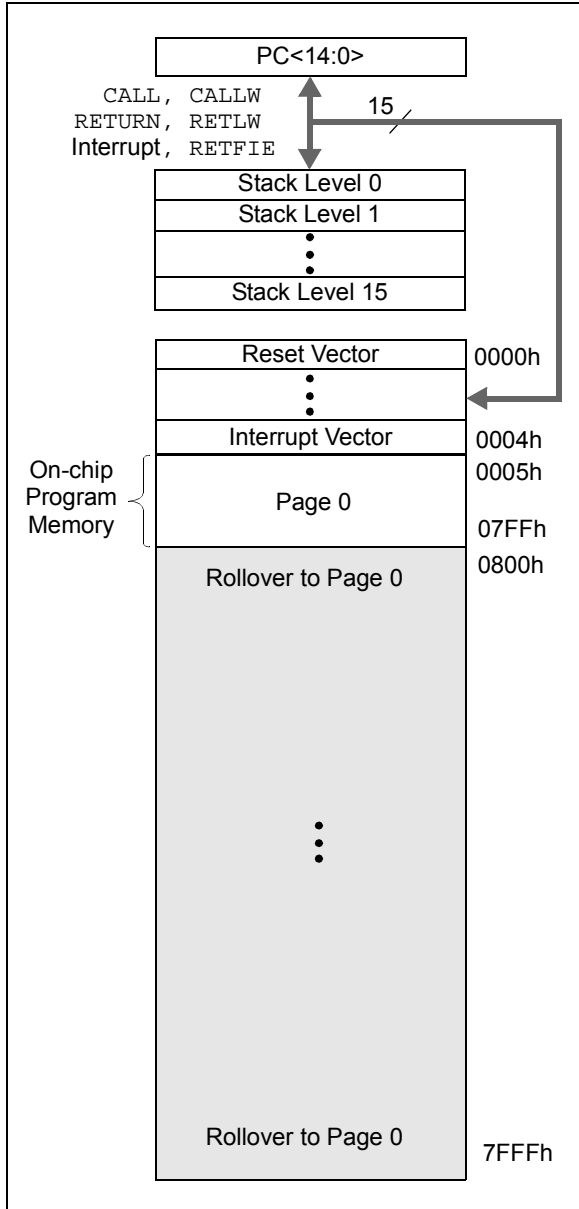 PC<14:0>
CALL, CALLW
RETURN, RETLW
Interrupt, RETFIE
15
Stack Level 0
Stack Level 1
Stack Level 15
Reset Vector
0000h
Interrupt Vector
0004h
On-chip
Program
Memory
Page 0
0005h
07FFh
Rollover to Page 0
0800h
Rollover to Page 0
7FFFh